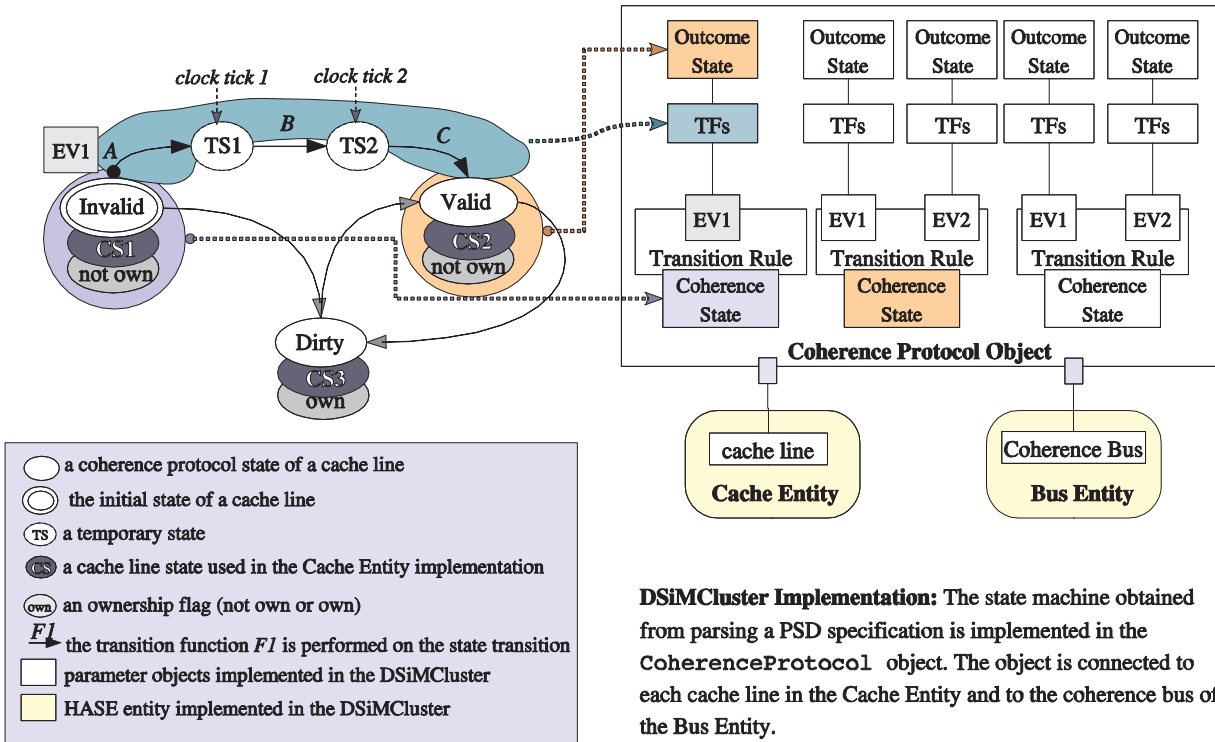 clock tick 1
clock tick 2
EV1
A
TS1
B
TS2
C
Invalid
CS1
not own
Valid
CS2
not own
Dirty
CS3
own
Outcome State
Outcome State
Outcome State
Outcome State
Outcome State
TFs
TFs
TFs
TFs
TFs
EV1
EV1
EV2
EV1
EV2
Transition Rule
Transition Rule
Transition Rule
Coherence State
Coherence State
Coherence State
Coherence Protocol Object
cache line
Cache Entity
Coherence Bus
Bus Entity
a coherence protocol state of a cache line
the initial state of a cache line
TS a temporary state
CS a cache line state used in the Cache Entity implementation
own an ownership flag (not own or own)
F1 the transition function F1 is performed on the state transition
parameter objects implemented in the DSiMCluster
HASE entity implemented in the DSiMCluster
DSiMCluster Implementation: The state machine obtained
from parsing a PSD specification is implemented in the
CoherenceProtocol object. The object is connected to
each cache line in the Cache Entity and to the coherence bus of
the Bus Entity.